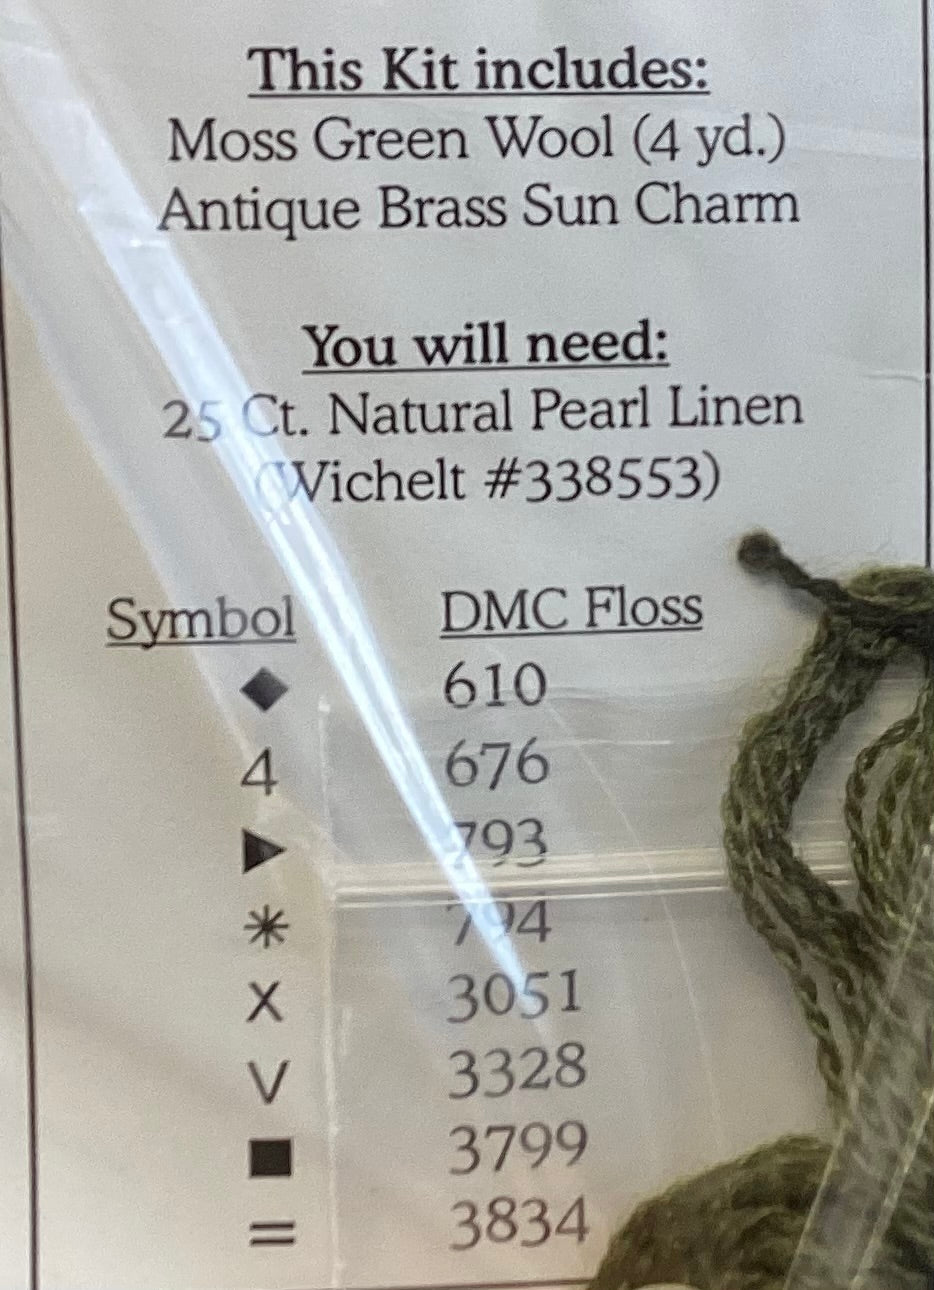 This Kit includes:
Moss Green Wool (4 yd.)
Antique Brass Sun Charm
You will need:
25 Ct. Natural Pearl Linen
(Wichelt #338553)
Symbol DMC Floss
◆ 610
4 676
▶ 793
✳ 794
X 3051
V 3328
■ 3799
= 3834